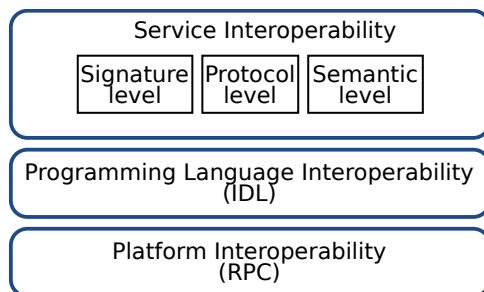 Service Interoperability
Signature Protocol Semantic
level level level
Programming Language Interoperability
(IDL)
Platform Interoperability
(RPC)